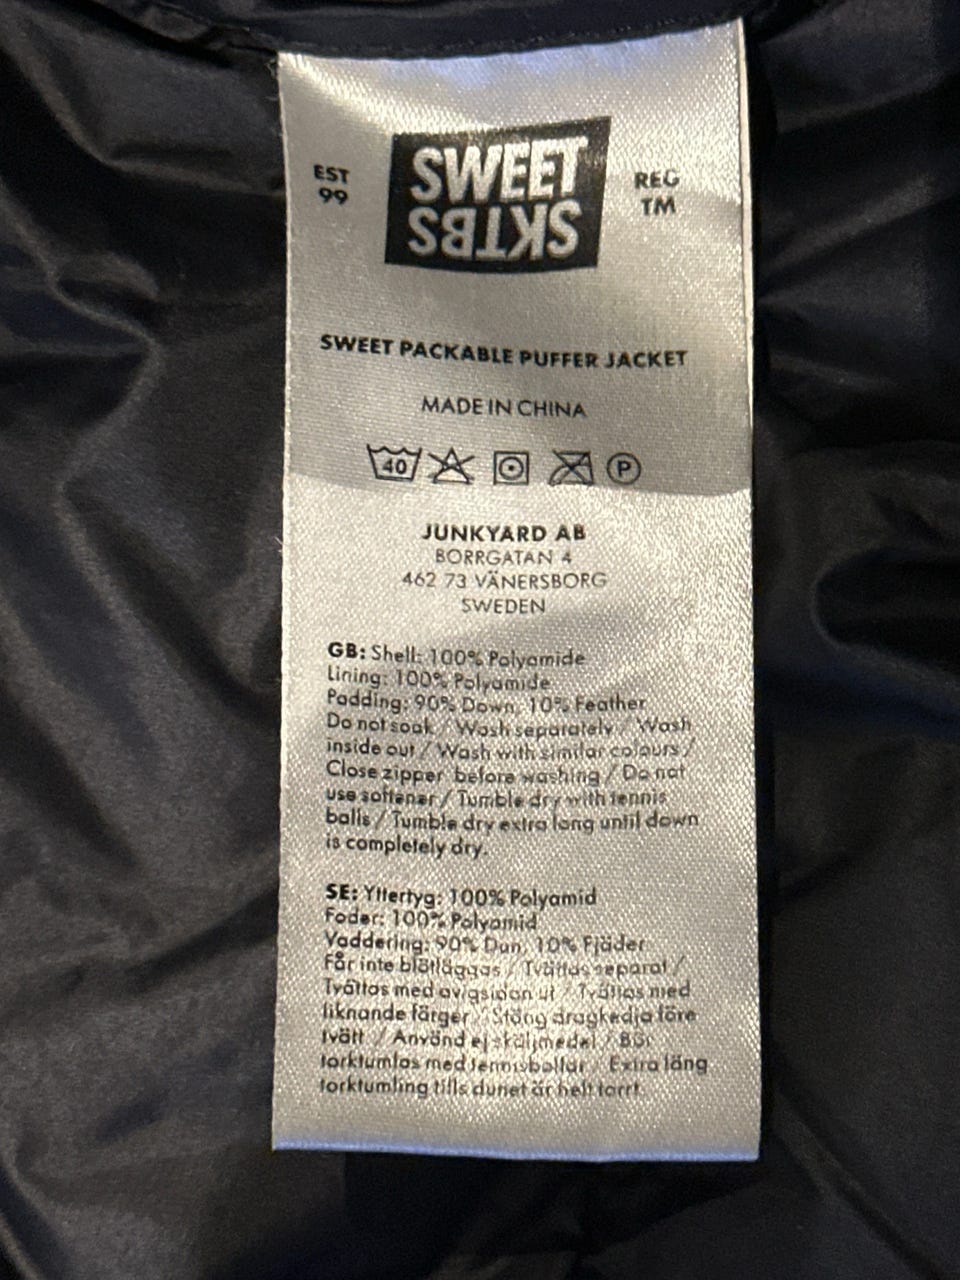 EST
99
SWEET
SKTBS
REG
TM
SWEET PACKABLE PUFFER JACKET
MADE IN CHINA
40
P
JUNKYARD AB
BORRGATAN 4
462 73 VÄNERSBORG
SWEDEN
GB: Shell: 100% Polyamide
Lining: 100% Polyamide
Padding: 90% Down, 10% Feather
Do not soak / Wash separately / Wash
inside out / Wash with similar colours /
Close zipper before washing / Do not
use softener / Tumble dry with tennis
balls / Tumble dry extra long until down
is completely dry.
SE: Yttertyg: 100% Polyamid
Foder: 100% Polyamid
Vaddering: 90% Dun, 10% Fjäder
Får inte blötläggas / Tvättas separat /
Tvättas med avigsidan ut / Tvättas med
liknande färger / Stäng dragkedja före
tvätt / Använd ej sköljmedel / Bör
torktumlas med tennisbollar / Extra lång
torktumling tills dunet är helt torrt.